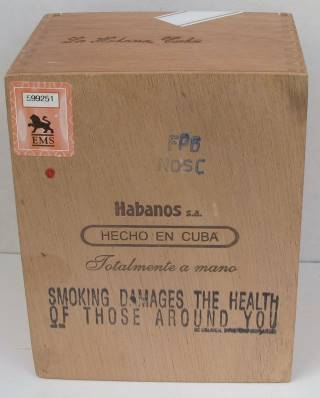 La Habana, Cuba
599251
EMS
FPB
NOSC
Habanos s.a.
HECHO EN CUBA
Totalmente a mano
SMOKING DAMAGES THE HEALTH
OF THOSE AROUND YOU